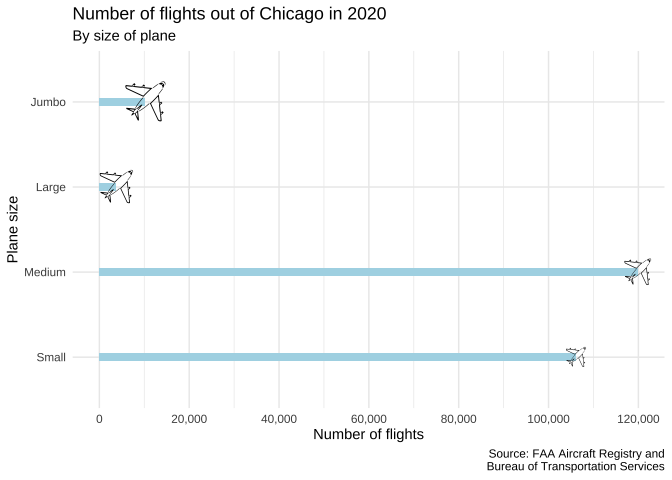 Number of flights out of Chicago in 2020
By size of plane
Plane size
Jumbo
Large
Medium
Small
0 20,000 40,000 60,000 80,000 100,000 120,000
Number of flights
Source: FAA Aircraft Registry and
Bureau of Transportation Services